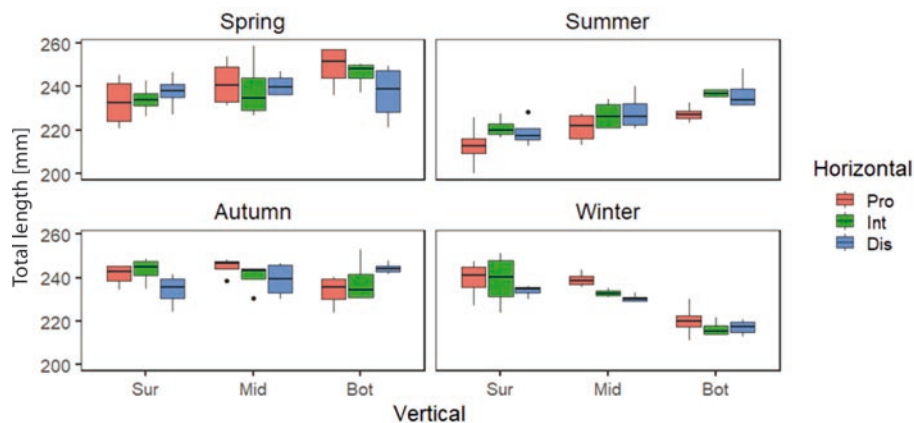 Spring
Summer
260
240
220
200
Autumn
Winter
260
240
220
200
Sur
Mid
Bot
Sur
Mid
Bot
Vertical
Total length [mm]
Horizontal
Pro
Int
Dis